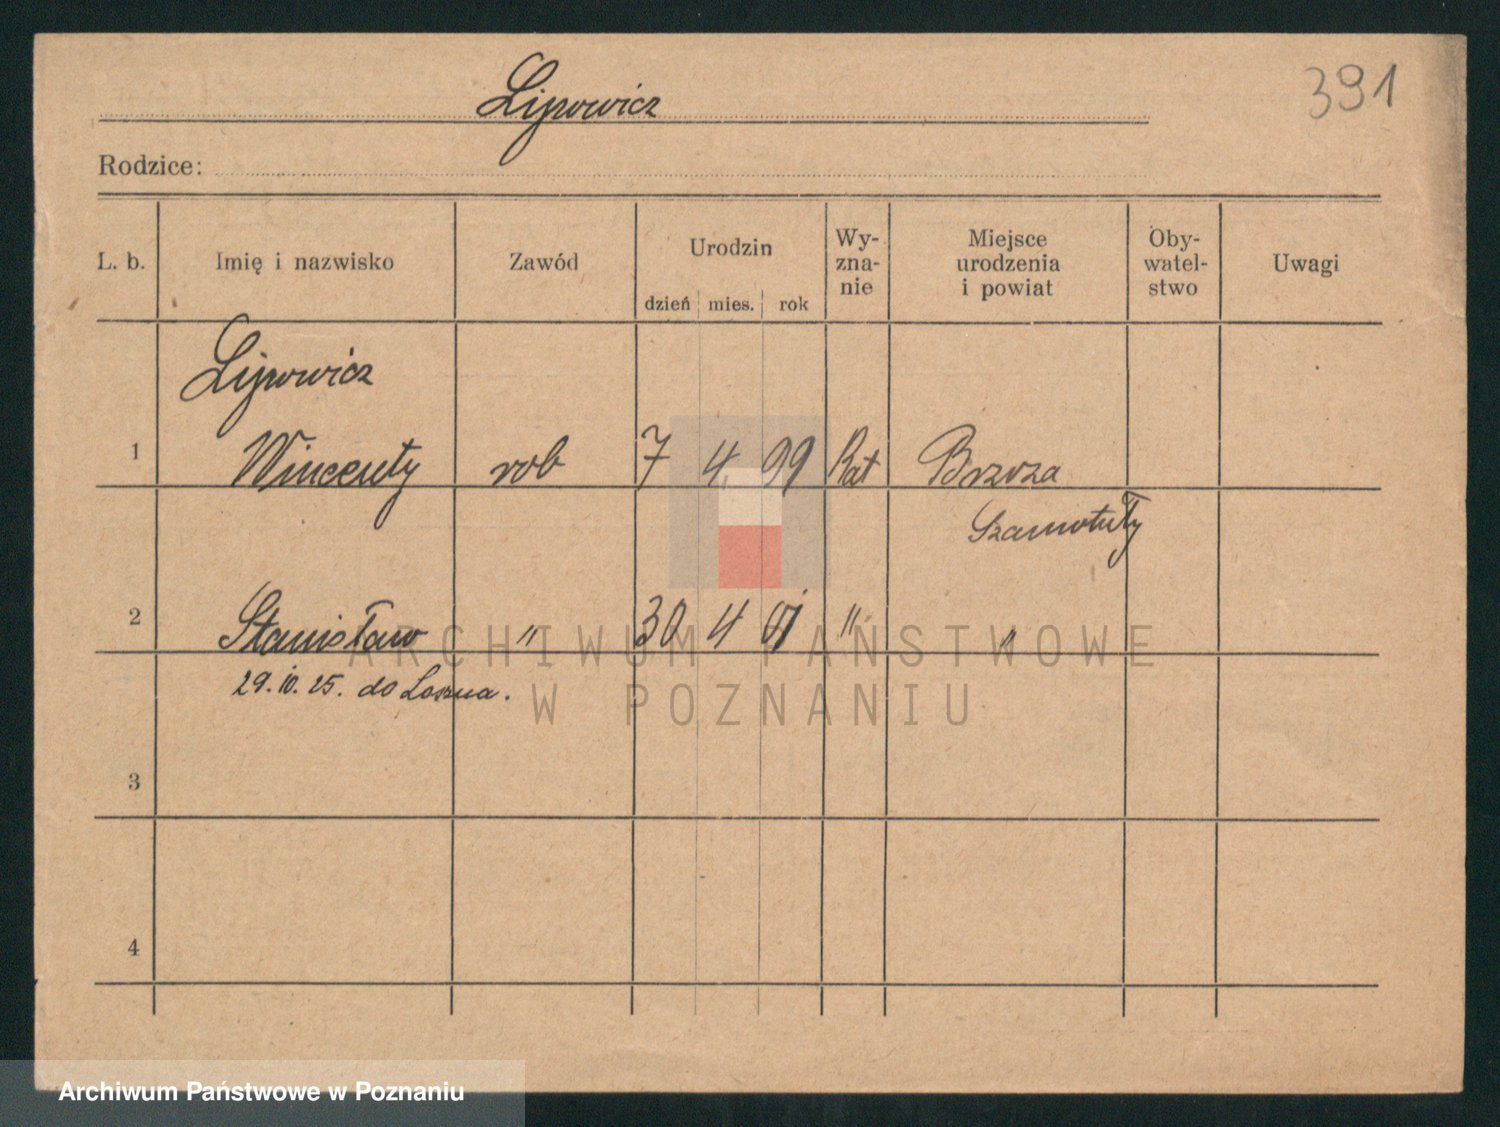 Lipowicz
391
Rodzice:
L. b. Imię i nazwisko Zawód Urodzin dzień mies. rok Wy-zna-nie Miejsce urodzenia i powiat Oby-watel-stwo Uwagi
Lipowicz
1 Wincenty rob 7 4 99 Kat Brzoza
Szamotuły
2 Stanisław " 30 4 01 " "
29. 10. 25. do
3
4
ARCHIWUM PAŃSTWOWE
W POZNANIU
Archiwum Państwowe w Poznaniu